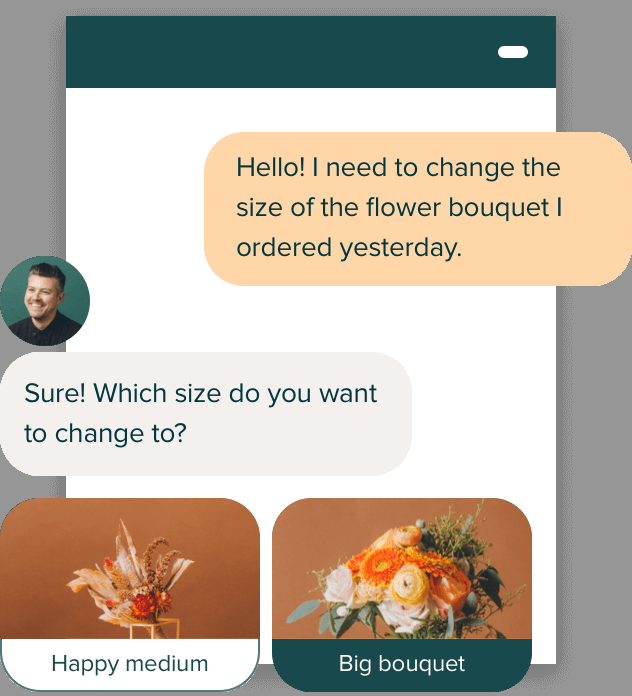 Hello! I need to change the
size of the flower bouquet I
ordered yesterday.
Sure! Which size do you want
to change to?
Happy medium
Big bouquet